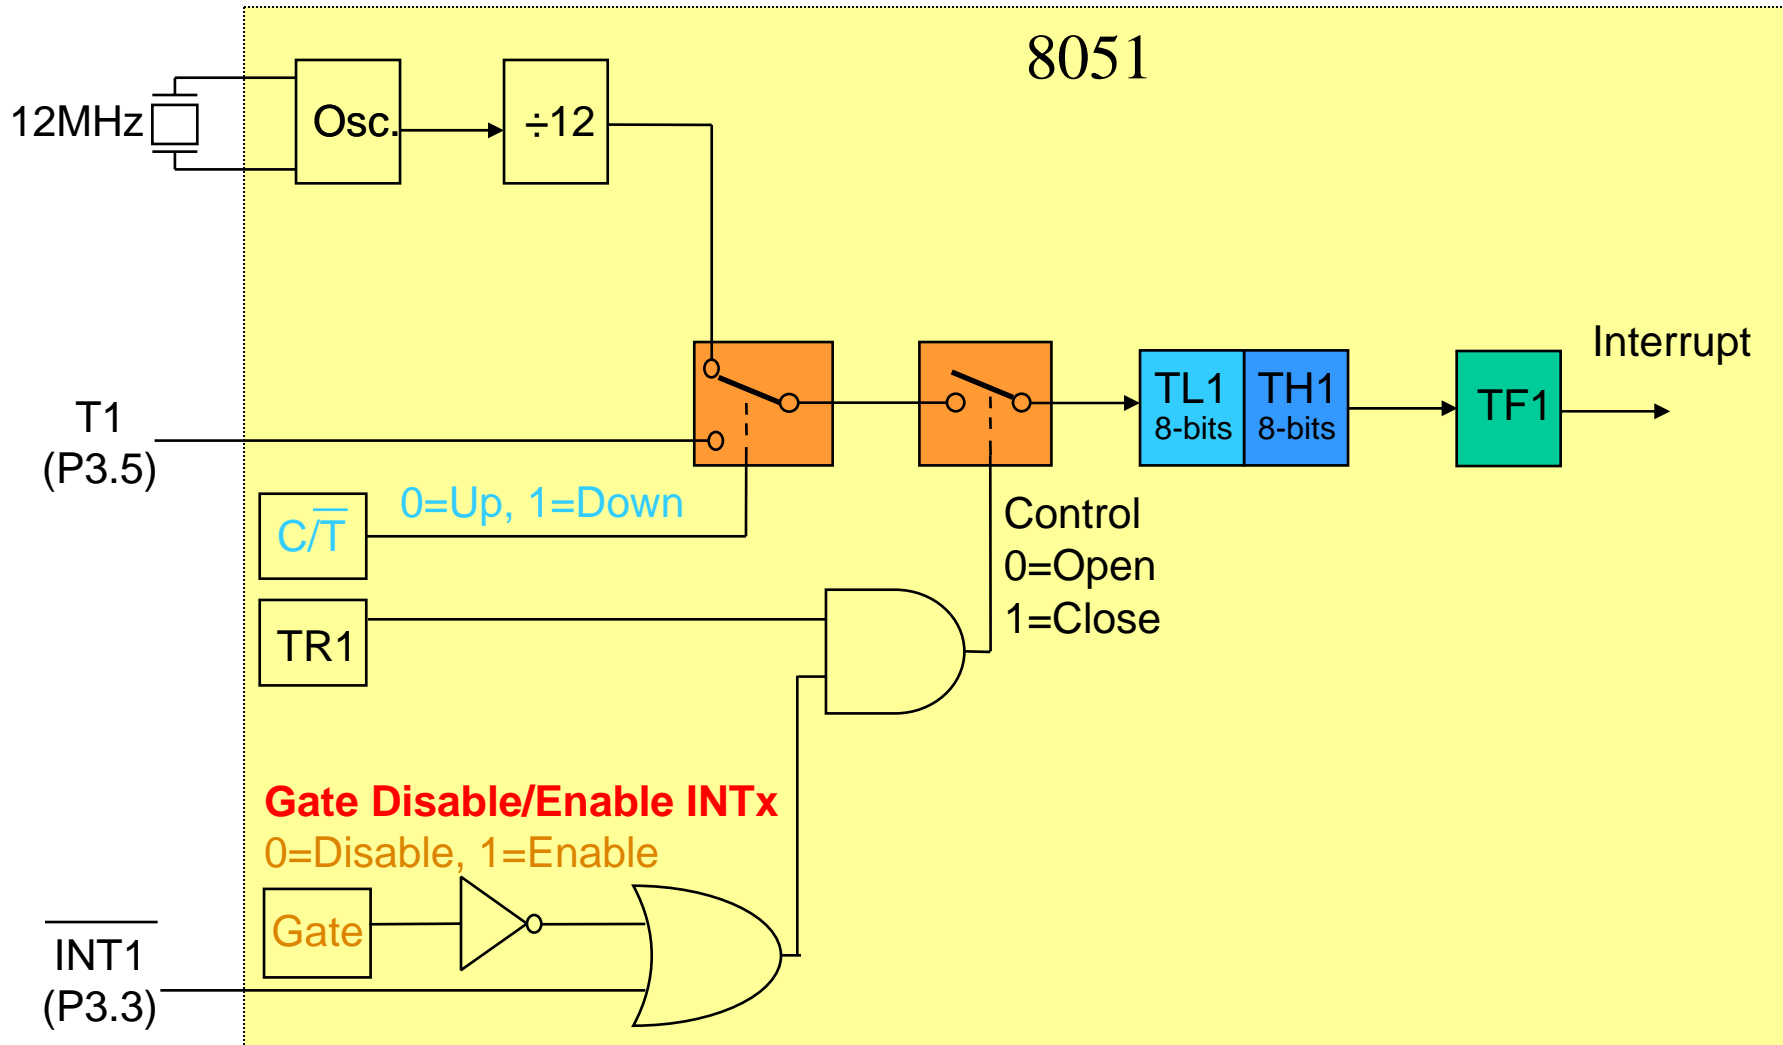 8051
12MHz
Osc.
÷12
Interrupt
T1
(P3.5)
TL1
8-bits
TH1
8-bits
TF1
0=Up, 1=Down
C/T̅
Control
0=Open
1=Close
TR1
Gate Disable/Enable INTx
0=Disable, 1=Enable
Gate
I̅N̅T̅1̅
(P3.3)